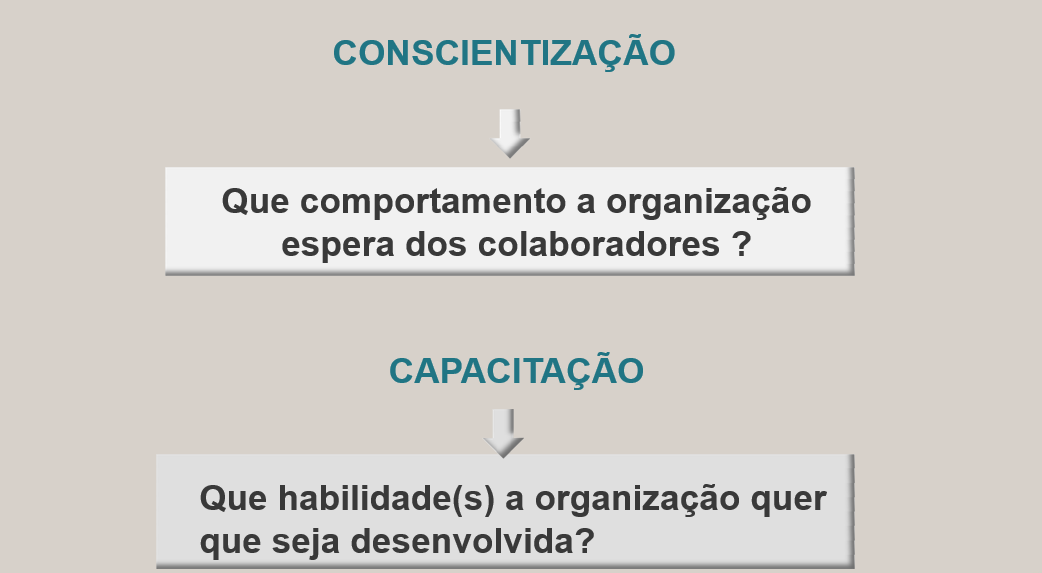 CONSCIENTIZAÇÃO
Que comportamento a organização
espera dos colaboradores ?
CAPACITAÇÃO
Que habilidade(s) a organização quer
que seja desenvolvida?